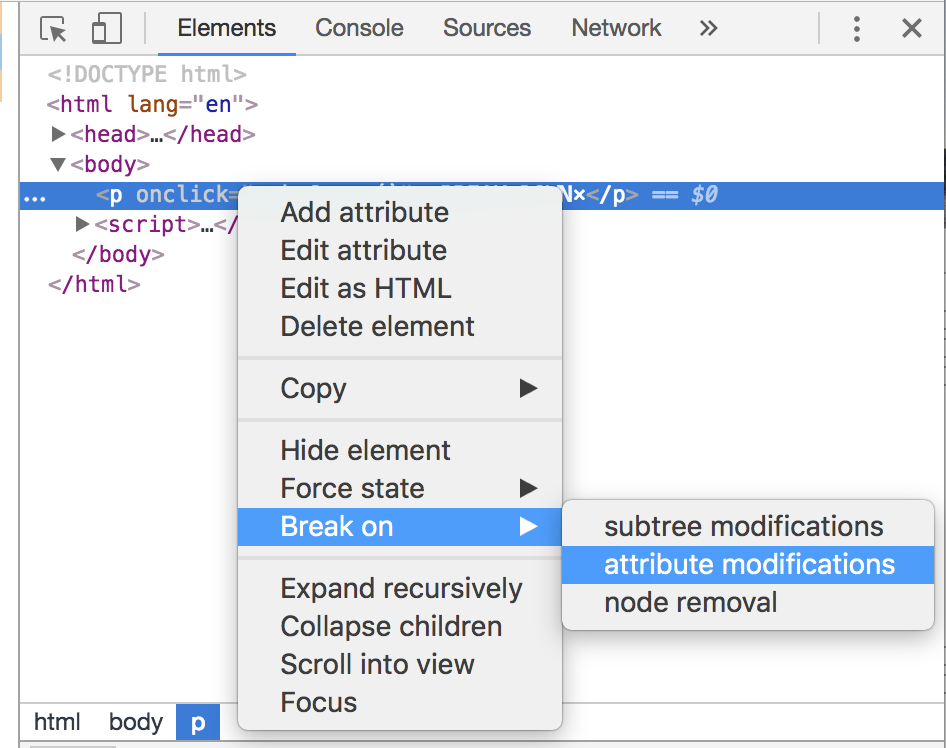 Elements Console Sources Network »
<!DOCTYPE html>
<html lang="en">
▶<head>…</head>
▼<body>
... <p onclick= N×</p> == $0
▶<script>…</
</body>
</html>
Add attribute
Edit attribute
Edit as HTML
Delete element
Copy ▶
Hide element
Force state ▶
Break on ▶
subtree modifications
attribute modifications
node removal
Expand recursively
Collapse children
Scroll into view
Focus
html body p